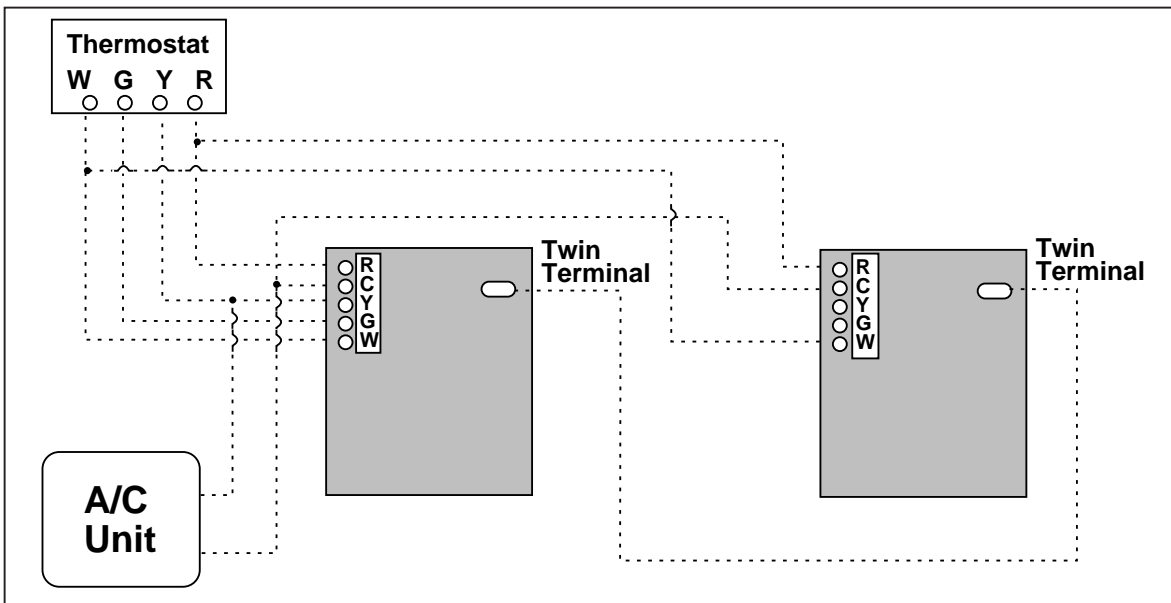 Thermostat
W G Y R
Twin
Terminal
R
C
Y
G
W
Twin
Terminal
R
C
Y
G
W
A/C
Unit